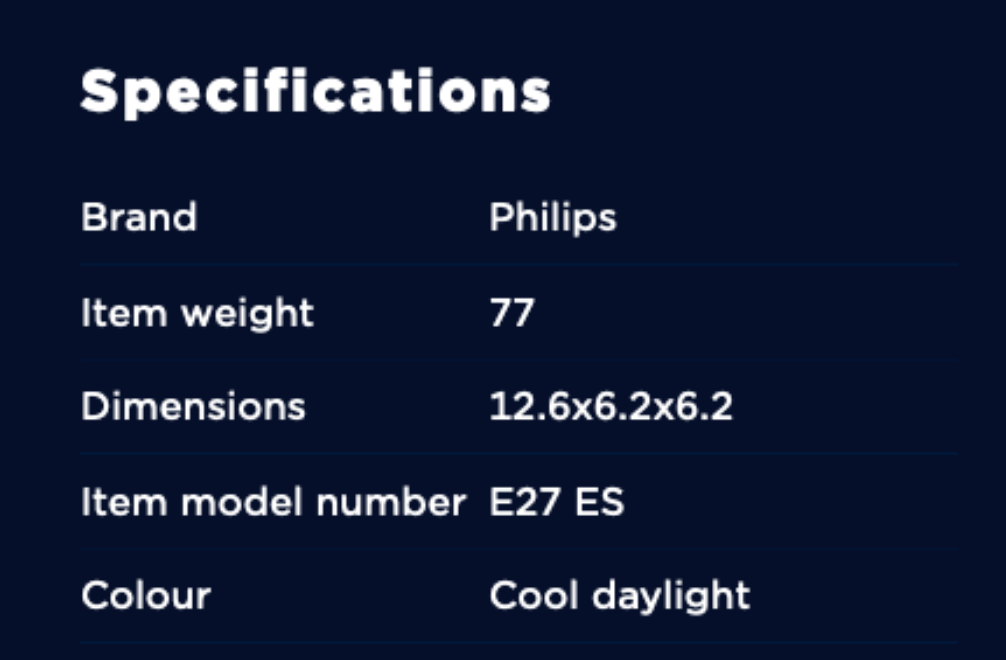 Specifications
Brand Philips
Item weight 77
Dimensions 12.6x6.2x6.2
Item model number E27 ES
Colour Cool daylight